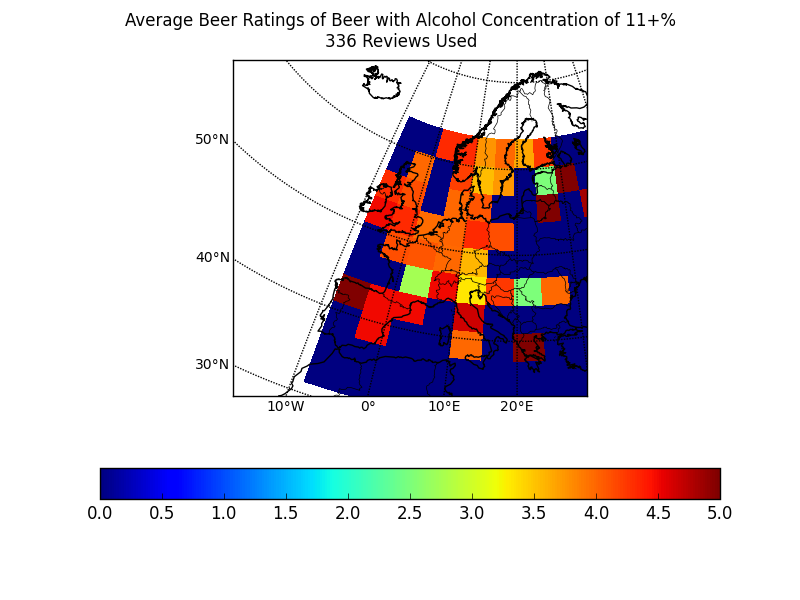 Average Beer Ratings of Beer with Alcohol Concentration of 11+%
336 Reviews Used
50°N
40°N
30°N
10°W 0° 10°E 20°E
0.0 0.5 1.0 1.5 2.0 2.5 3.0 3.5 4.0 4.5 5.0